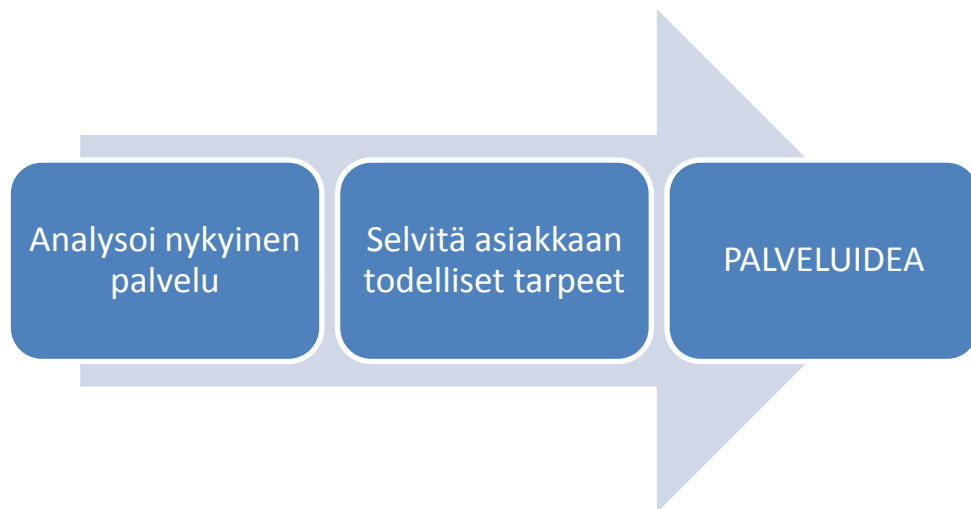 Analysoi nykyinen
palvelu
Selvitä asiakkaan
todelliset tarpeet
PALVELUIDEA